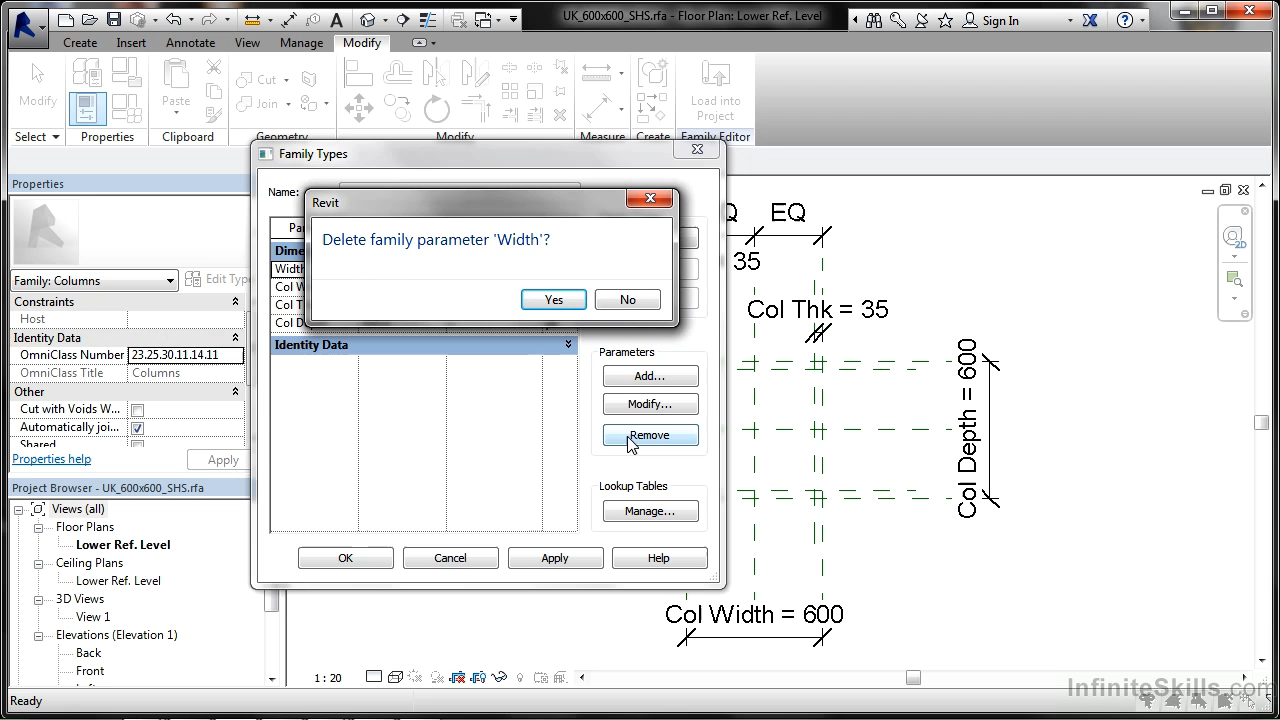 UK_600x600_SHS.rfa - Floor Plan: Lower Ref. Level
Sign In
Create Insert Annotate View Manage Modify
Modify
Paste
Cut
Join
Load into
Project
Select Properties Clipboard Geometry Modify Measure Create Family Editor
Properties
Family: Columns
Edit Type
Constraints
Host
Identity Data
OmniClass Number 23.25.30.11.14.11
OmniClass Title Columns
Other
Cut with Voids W...
Automatically joi...
Shared
Properties help
Apply
Project Browser - UK_600x600_SHS.rfa
Views (all)
Floor Plans
Lower Ref. Level
Ceiling Plans
Lower Ref. Level
3D Views
View 1
Elevations (Elevation 1)
Back
Front
Family Types
Name:
Width
Identity Data
Parameters
Add...
Modify...
Remove
Lookup Tables
Manage...
OK
Cancel
Apply
Help
Revit
Delete family parameter 'Width'?
Yes
No
EQ
35
Col Thk = 35
Col Depth = 600
Col Width = 600
1 : 20
Ready
InfiniteSkills.com